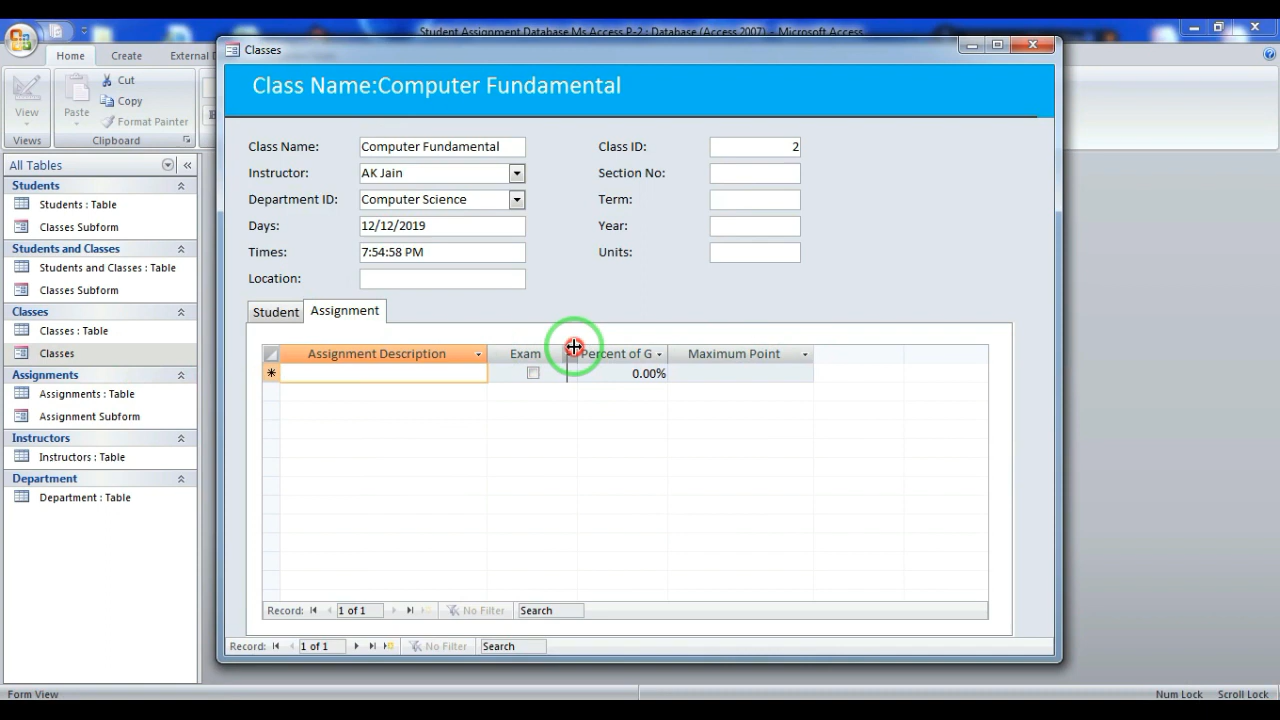 Student Assignment Database Ms Access P-2 : Database (Access 2007) - Microsoft Access
Home
Create
External D
View
Views
Paste
Cut
Copy
Format Painter
Clipboard
All Tables
Students
Students : Table
Classes Subform
Students and Classes
Students and Classes : Table
Classes Subform
Classes
Classes : Table
Classes
Assignments
Assignments : Table
Assignment Subform
Instructors
Instructors : Table
Department
Department : Table
Classes
Class Name:Computer Fundamental
Class Name: Computer Fundamental
Class ID: 2
Instructor: AK Jain
Section No:
Department ID: Computer Science
Term:
Days: 12/12/2019
Year:
Times: 7:54:58 PM
Units:
Location:
Student
Assignment
Assignment Description
Exam
Percent of G
Maximum Point
0.00%
Record: 1 of 1
No Filter
Search
Record: 1 of 1
No Filter
Search
Form View
Num Lock
Scroll Lock